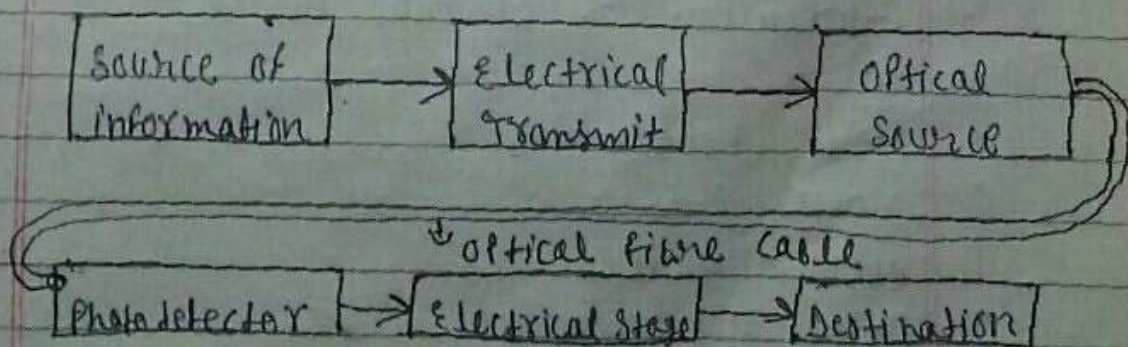 Source of
information
Electrical
Transmit
Optical
Source
Optical fibre cable
Photodetector
Electrical Stage
Destination